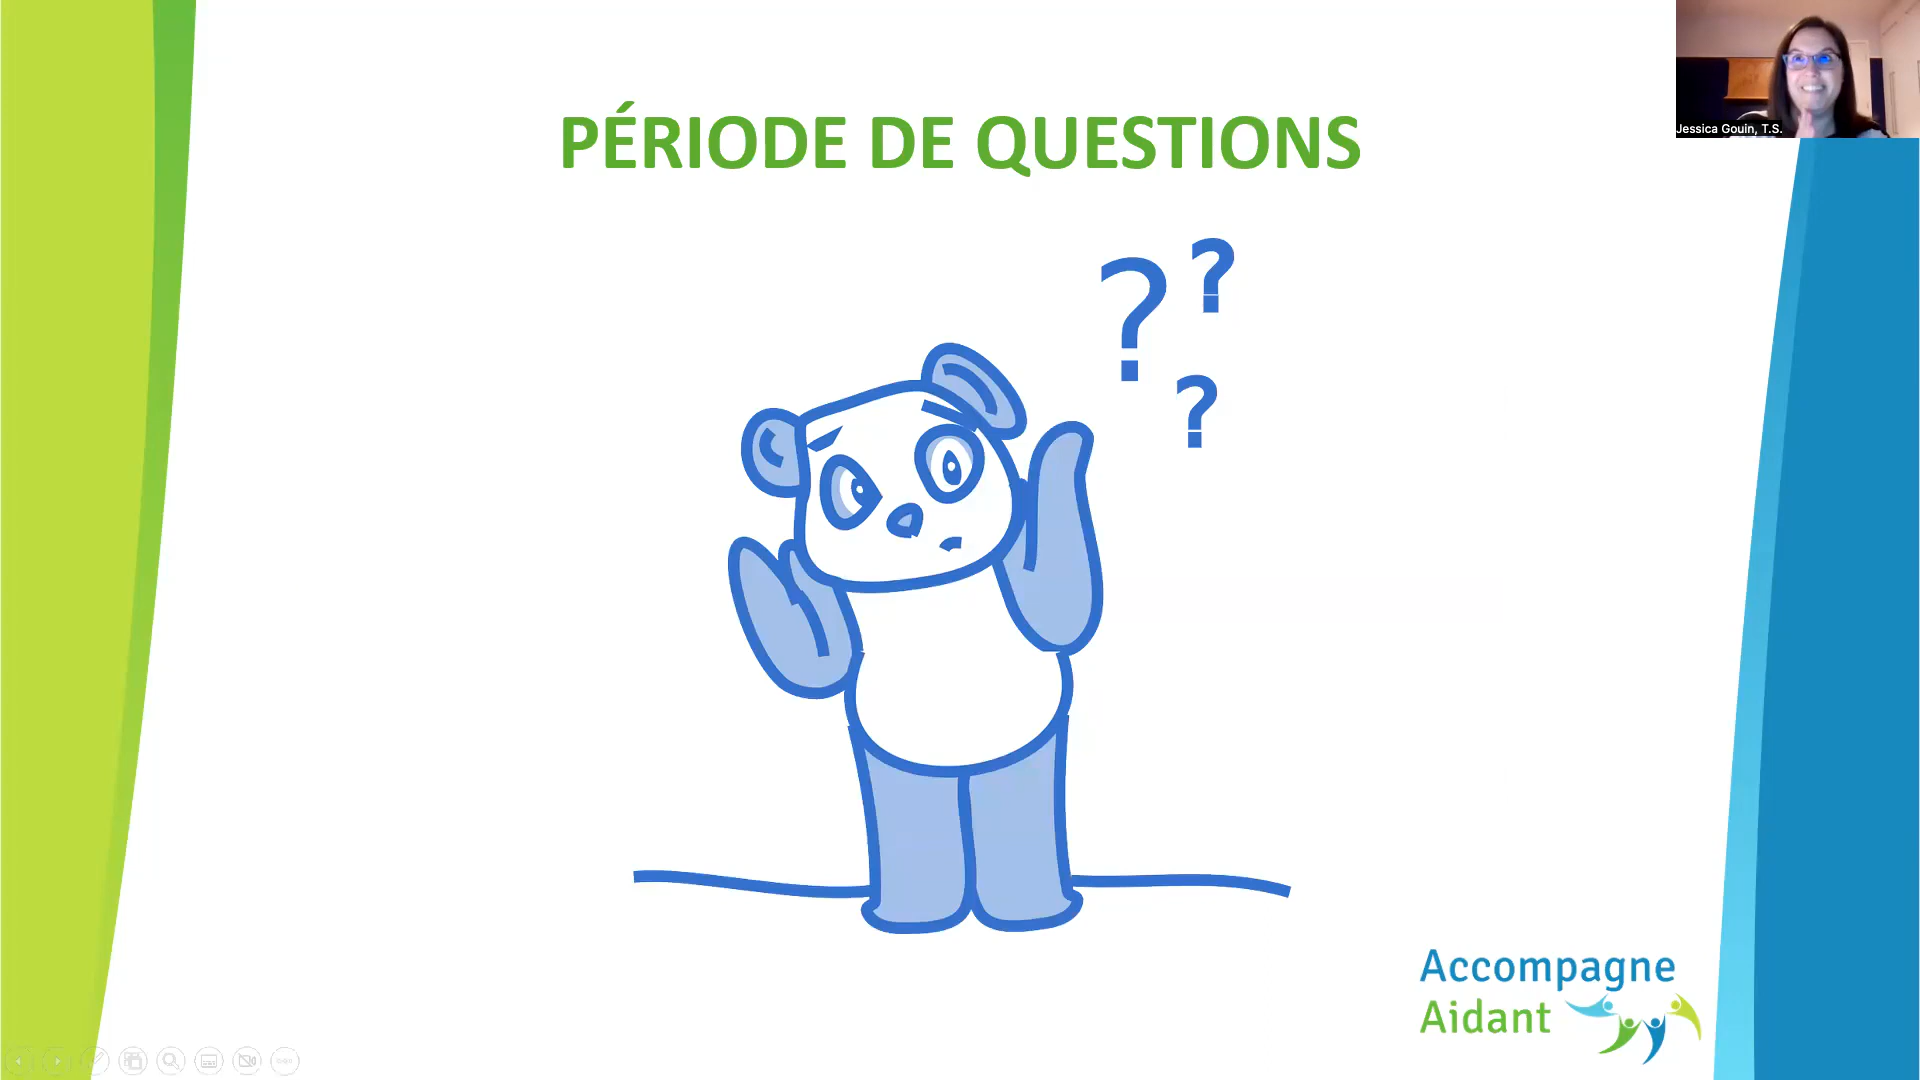 Jessica Gouin, T.S.
PÉRIODE DE QUESTIONS
? ?
?
Accompagne
Aidant